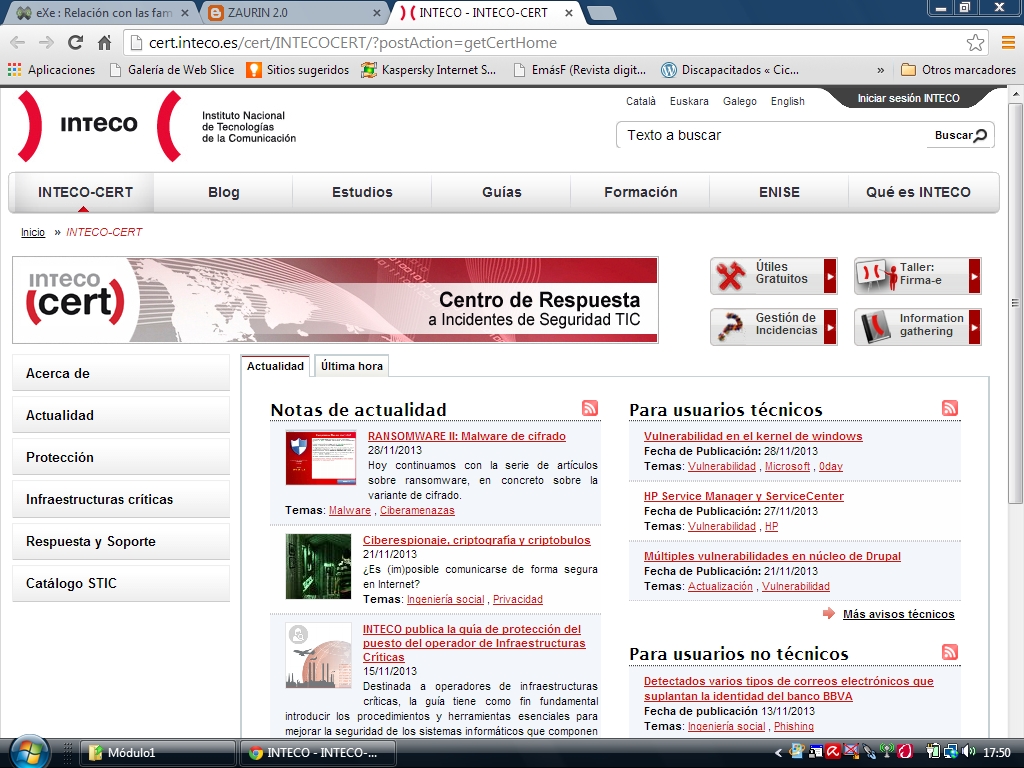 eXe : Relación con las fam
ZAURIN 2.0
INTECO - INTECO-CERT
cert.inteco.es/cert/INTECOCERT/?postAction=getCertHome
Aplicaciones
Galería de Web Slice
Sitios sugeridos
Kaspersky Internet S...
EmásF (Revista digit...
Discapacitados « Cic...
»
Otros marcadores
INTECO
Instituto Nacional
de Tecnologías
de la Comunicación
Català Euskara Galego English
Iniciar sesión INTECO
Texto a buscar
Buscar
INTECO-CERT
Blog
Estudios
Guías
Formación
ENISE
Qué es INTECO
Inicio » INTECO-CERT
INTECO
(cert)
Centro de Respuesta
a Incidentes de Seguridad TIC
Útiles
Gratuitos
Taller:
Firma-e
Gestión de
Incidencias
Information
gathering
Acerca de
Actualidad
Protección
Infraestructuras críticas
Respuesta y Soporte
Catálogo STIC
Actualidad
Última hora
Notas de actualidad
RANSOMWARE II: Malware de cifrado
28/11/2013
Hoy continuamos con la serie de artículos
sobre ransomware, en concreto sobre la
variante de cifrado.
Temas: Malware , Ciberamenazas
Ciberespionaje, criptografía y criptobulos
21/11/2013
¿Es (im)posible comunicarse de forma segura
en Internet?
Temas: Ingeniería social , Privacidad
INTECO publica la guía de protección del
puesto del operador de Infraestructuras
Críticas
15/11/2013
Destinada a operadores de infraestructuras
críticas, la guía tiene como fin fundamental
introducir los procedimientos y herramientas esenciales para
mejorar la seguridad de los sistemas informáticos que componen
Para usuarios técnicos
Vulnerabilidad en el kernel de windows
Fecha de Publicación: 28/11/2013
Temas: Vulnerabilidad , Microsoft , 0day
HP Service Manager y ServiceCenter
Fecha de Publicación: 27/11/2013
Temas: Vulnerabilidad , HP
Múltiples vulnerabilidades en núcleo de Drupal
Fecha de Publicación: 21/11/2013
Temas: Actualización , Vulnerabilidad
Más avisos técnicos
Para usuarios no técnicos
Detectados varios tipos de correos electrónicos que
suplantan la identidad del banco BBVA
Fecha de publicación 13/11/2013
Temas: Ingeniería social , Phishing
Módulo1
INTECO - INTECO-...
17:50